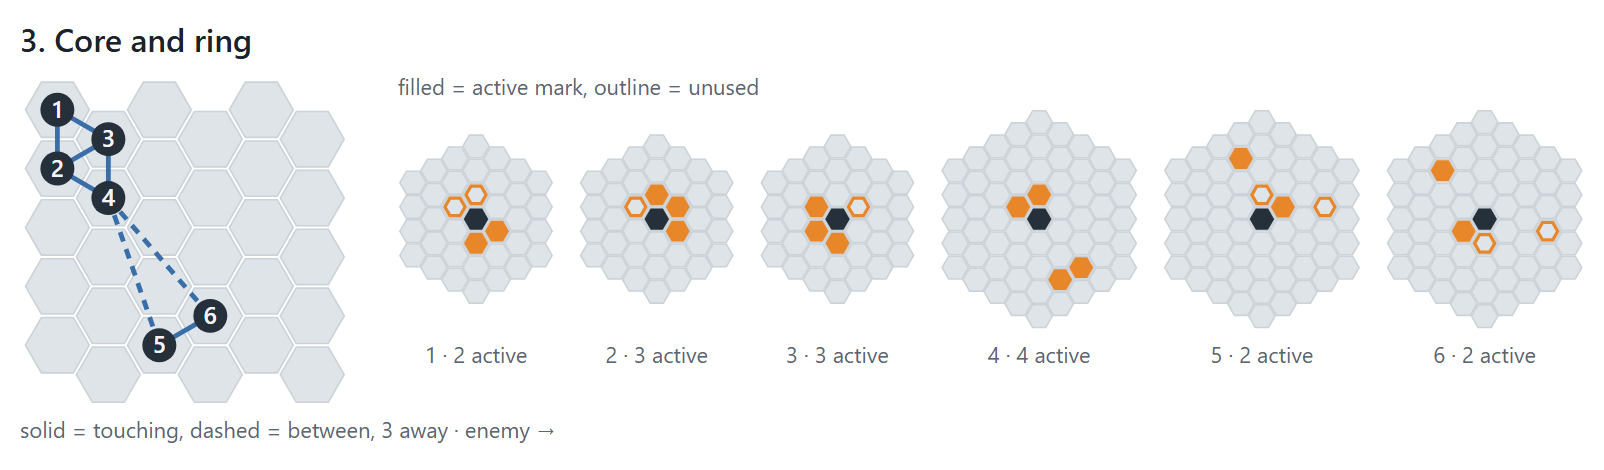 3. Core and ring
filled = active mark, outline = unused
1
2
3
4
5
6
1 · 2 active
2 · 3 active
3 · 3 active
4 · 4 active
5 · 2 active
6 · 2 active
solid = touching, dashed = between, 3 away · enemy →